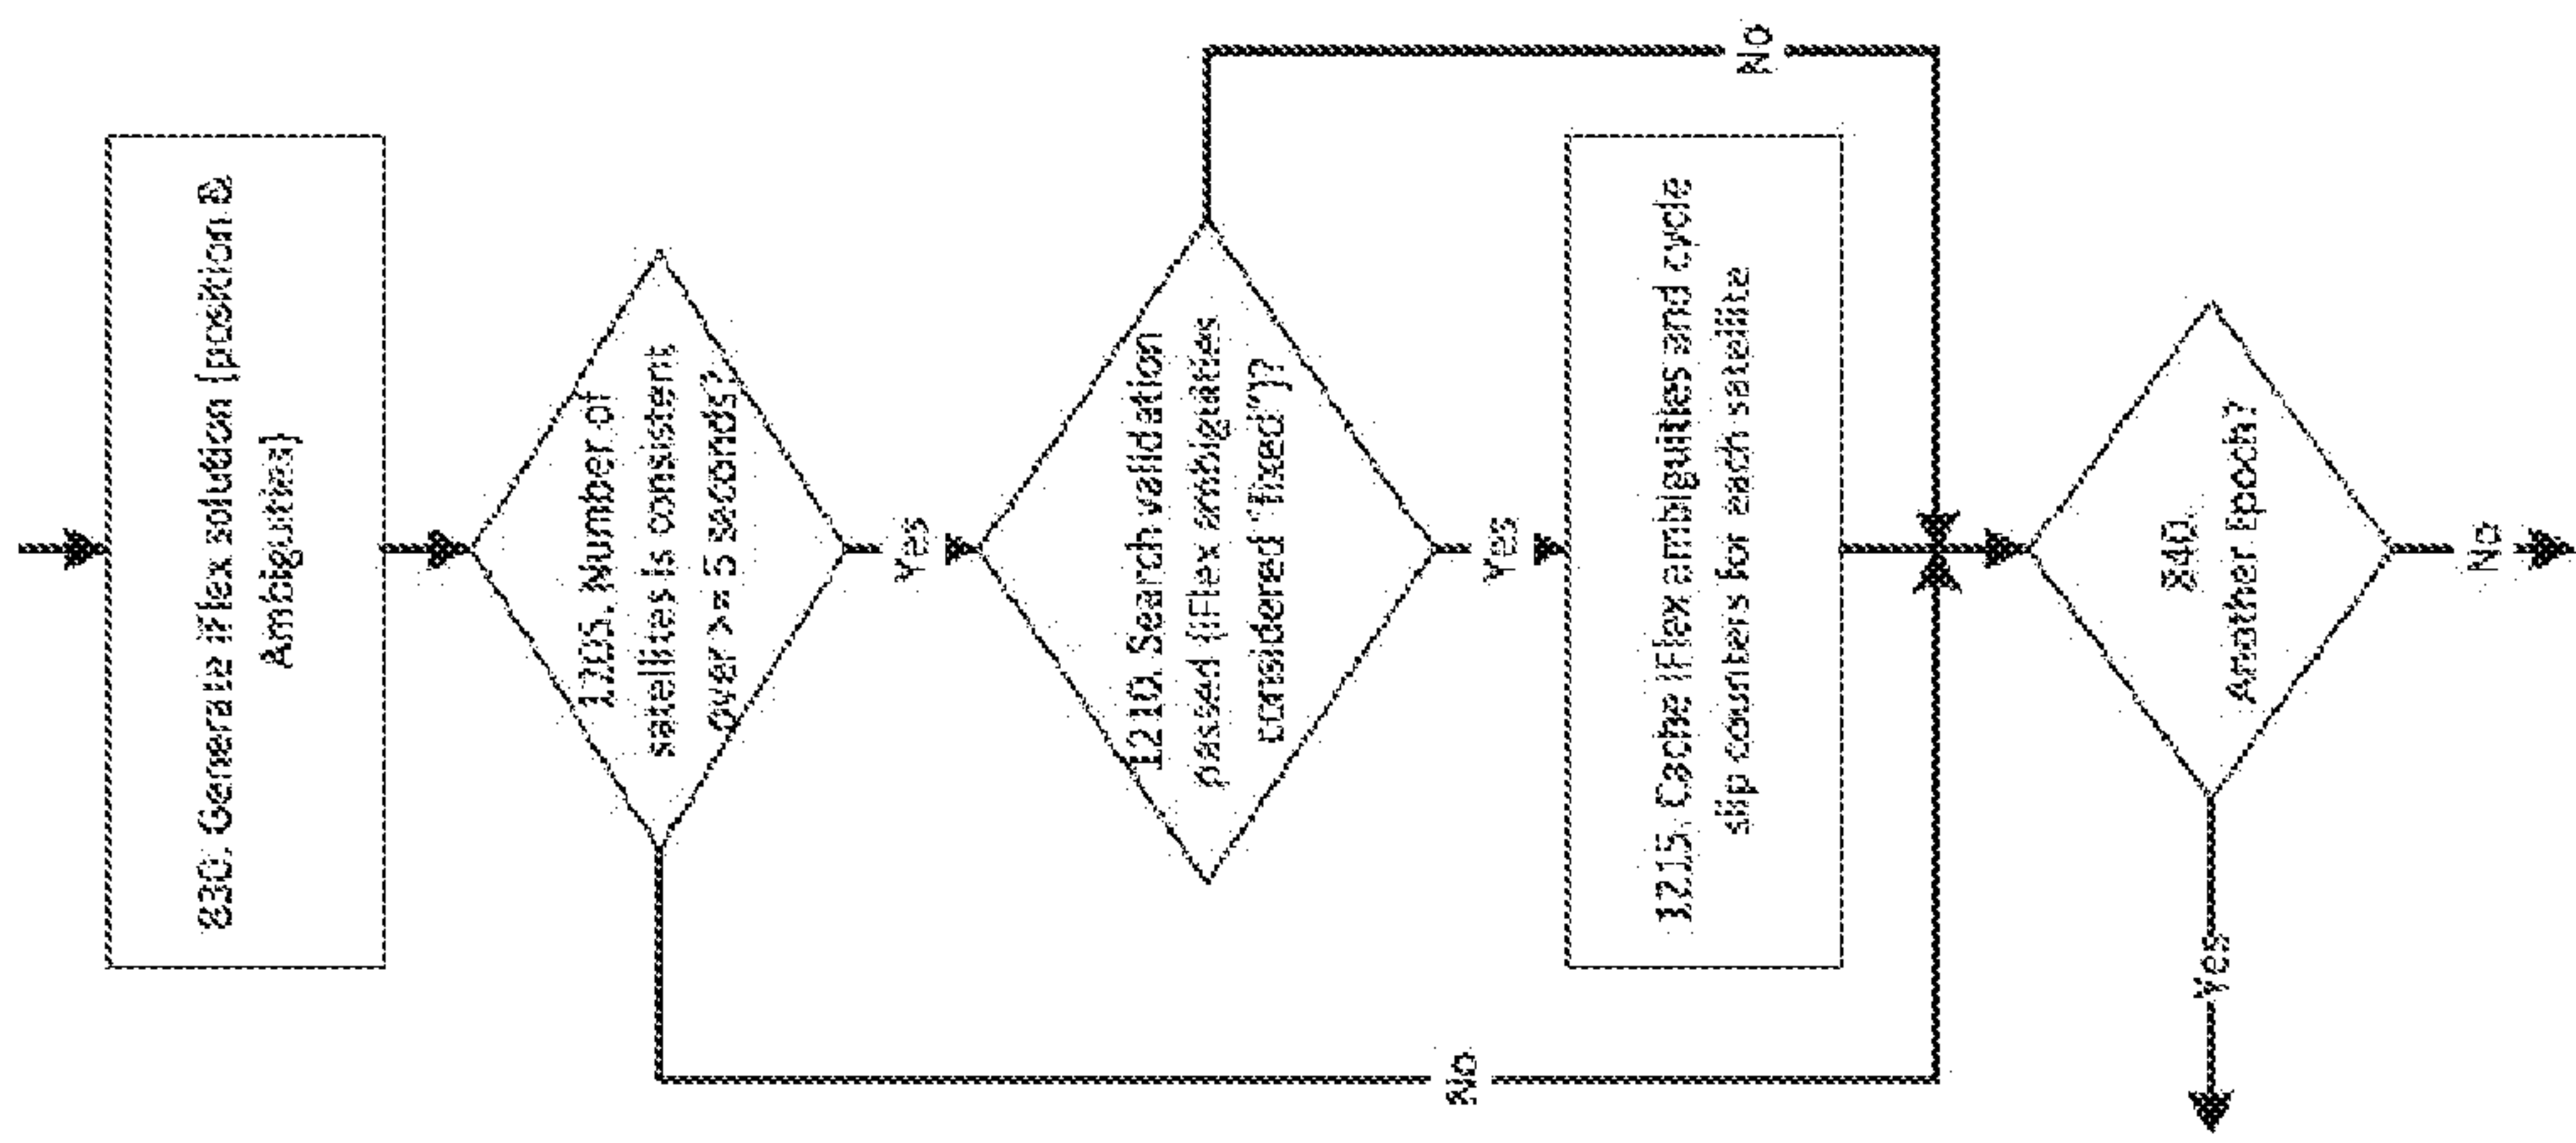 830. Generate iFlex solution (position &
Ambiguties)
1205. Number of
satellites is consistent
over >= 5 seconds?
No
Yes
1210. Search validation
passed (iFlex ambiguities
considered "fixed")?
No
Yes
1215. Cache iFlex ambiguities and cycle
slip counters for each satellite
840.
Another Epoch?
Yes
No